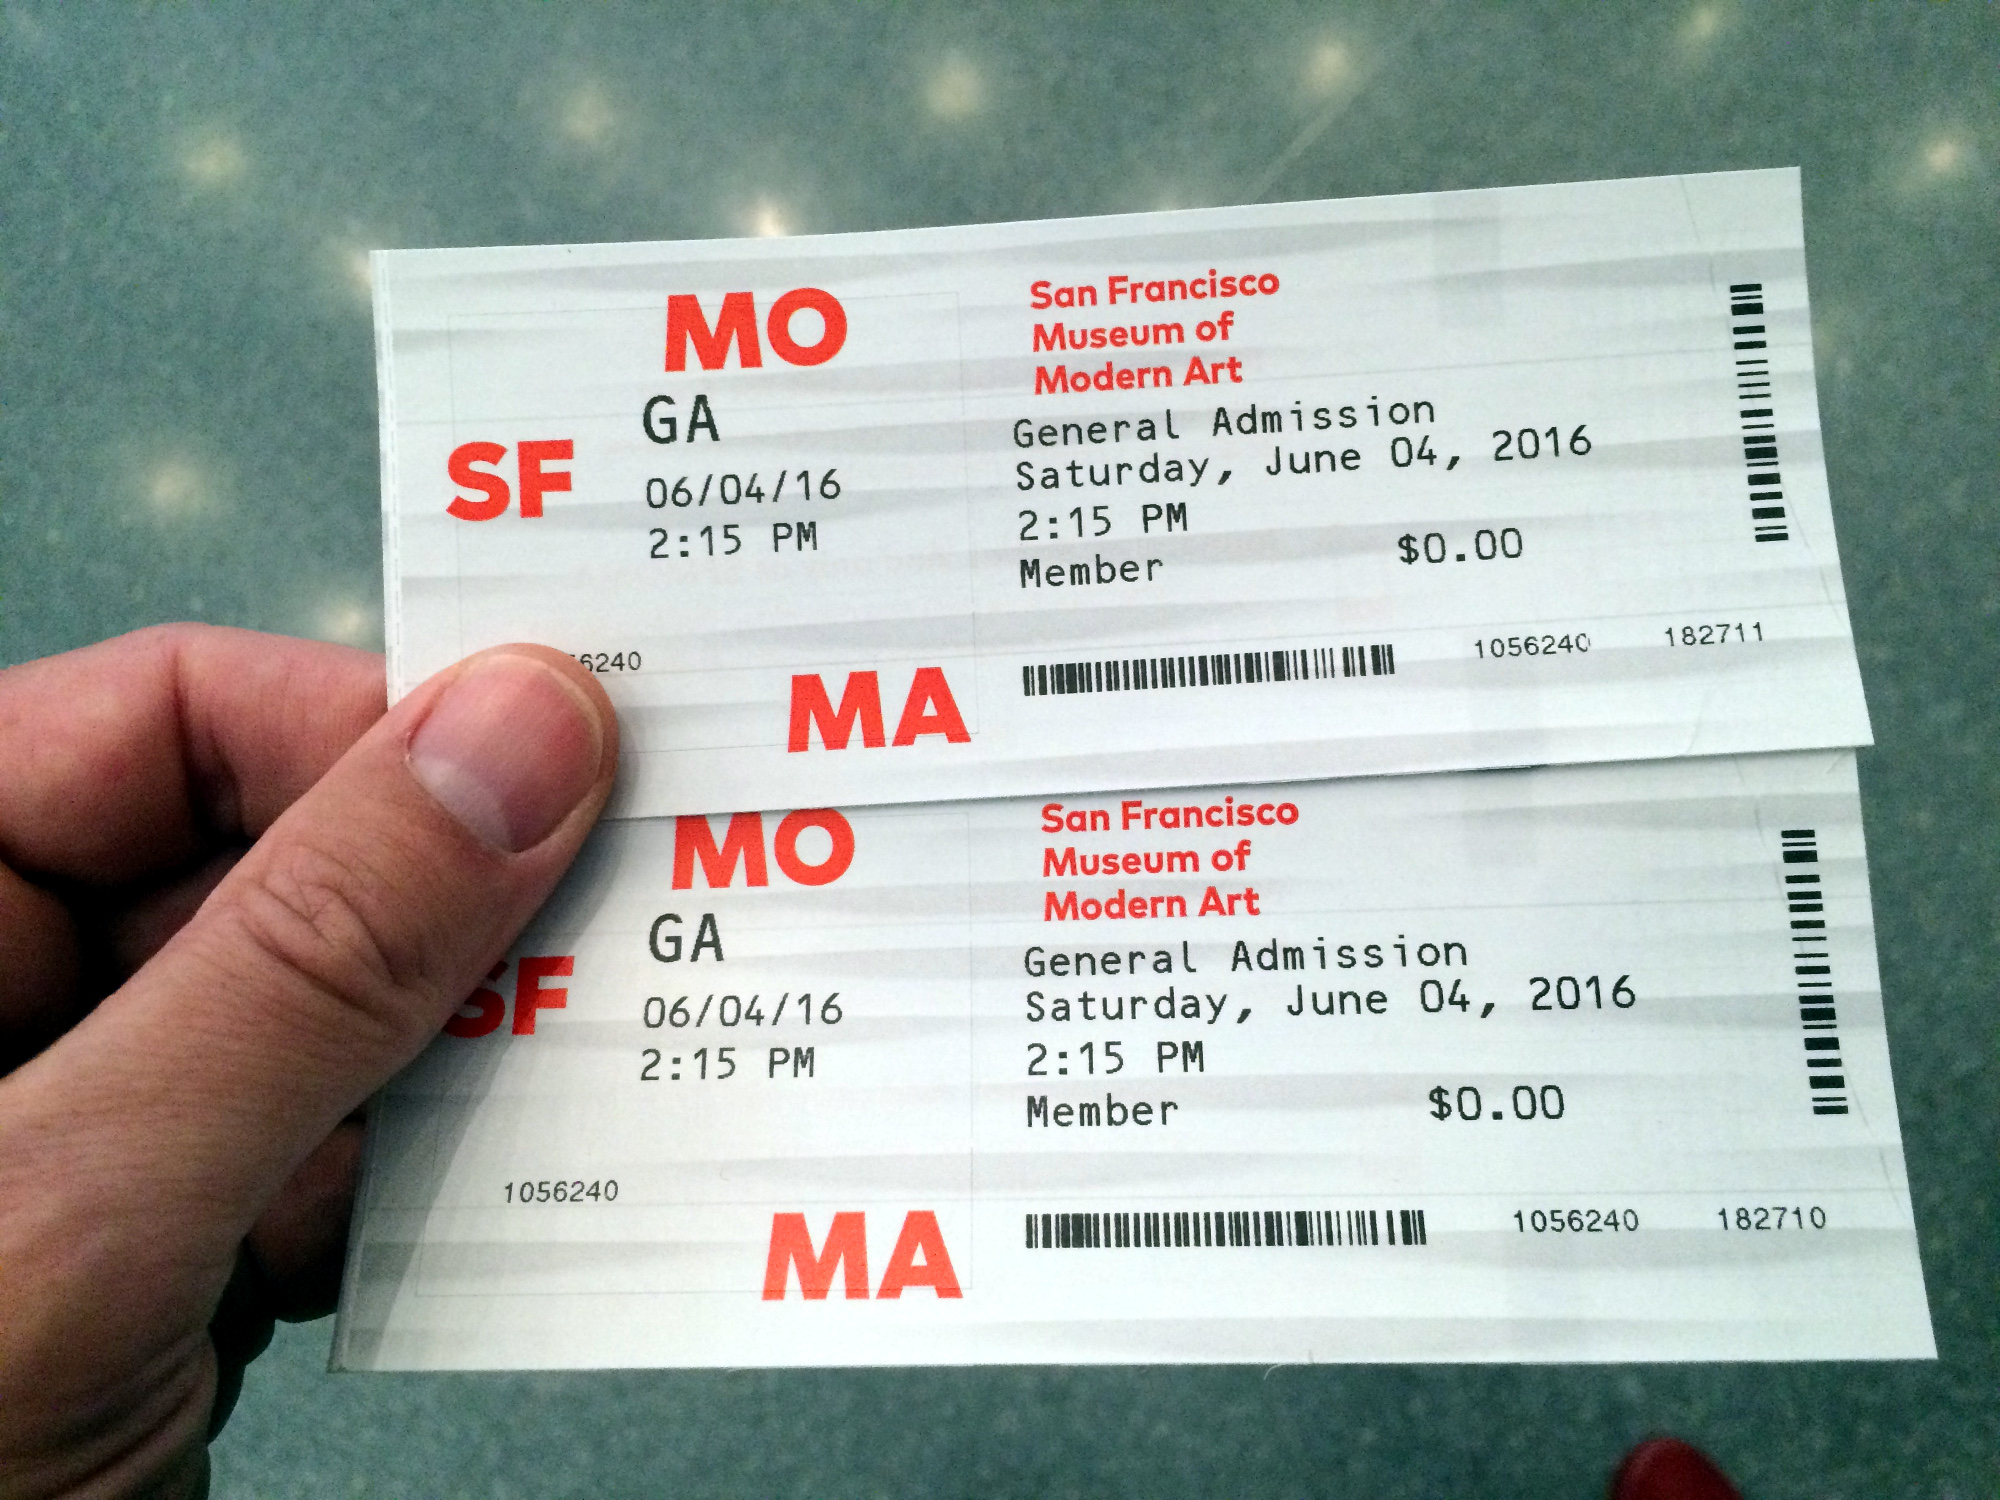 MO
GA
SF
06/04/16
2:15 PM
6240
MA
San Francisco
Museum of
Modern Art
General Admission
Saturday, June 04, 2016
2:15 PM
Member $0.00
1056240 182711
MO
GA
SF
06/04/16
2:15 PM
1056240
MA
San Francisco
Museum of
Modern Art
General Admission
Saturday, June 04, 2016
2:15 PM
Member $0.00
1056240 182710